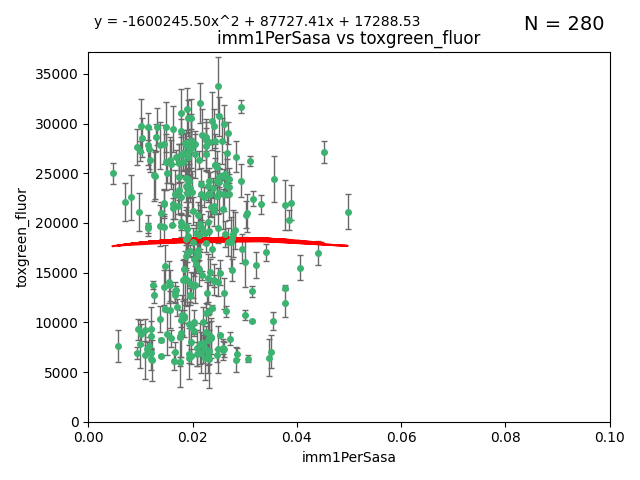 y = -1600245.50x^2 + 87727.41x + 17288.53
N = 280
imm1PerSasa vs toxgreen_fluor
35000
30000
25000
20000
15000
10000
5000
0
toxgreen_fluor
0.00 0.02 0.04 0.06 0.08 0.10
imm1PerSasa